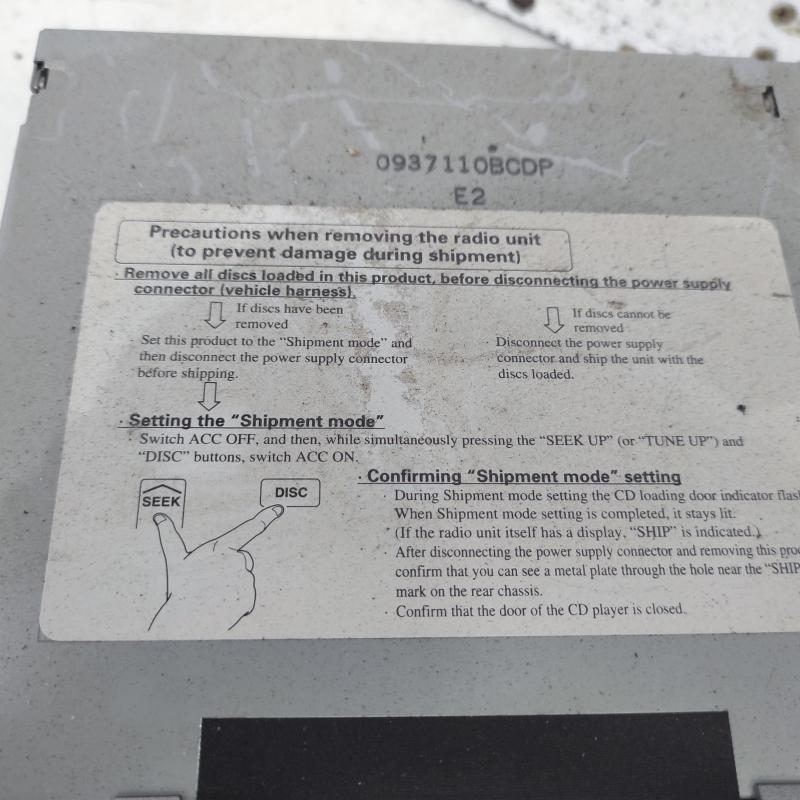 0937110BCDP
E2
Precautions when removing the radio unit
(to prevent damage during shipment)
· Remove all discs loaded in this product, before disconnecting the power supply
connector (vehicle harness).
If discs have been
removed
· Set this product to the “Shipment mode” and
then disconnect the power supply connector
before shipping.
If discs cannot be
removed
· Disconnect the power supply
connector and ship the unit with the
discs loaded.
· Setting the “Shipment mode”
· Switch ACC OFF, and then, while simultaneously pressing the “SEEK UP” (or “TUNE UP”) and
“DISC” buttons, switch ACC ON.
SEEK
DISC
· Confirming “Shipment mode” setting
· During Shipment mode setting the CD loading door indicator flas
When Shipment mode setting is completed, it stays lit.
(If the radio unit itself has a display, “SHIP” is indicated.)
· After disconnecting the power supply connector and removing this pro
confirm that you can see a metal plate through the hole near the “SHIP
mark on the rear chassis.
· Confirm that the door of the CD player is closed.